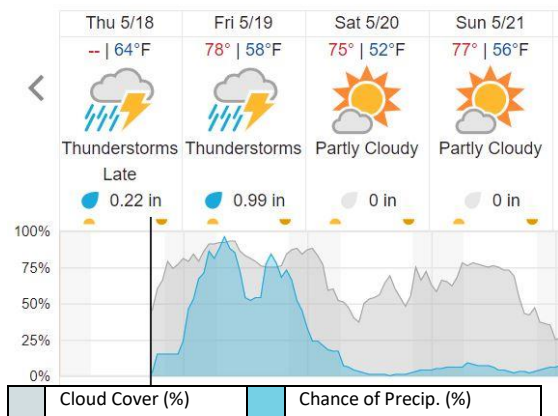 Thu 5/18 Fri 5/19 Sat 5/20 Sun 5/21
-- | 64°F 78° | 58°F 75° | 52°F 77° | 56°F
Thunderstorms Thunderstorms Partly Cloudy Partly Cloudy
Late
0.22 in 0.99 in 0 in 0 in
100%
75%
50%
25%
0%
Cloud Cover (%) Chance of Precip. (%)